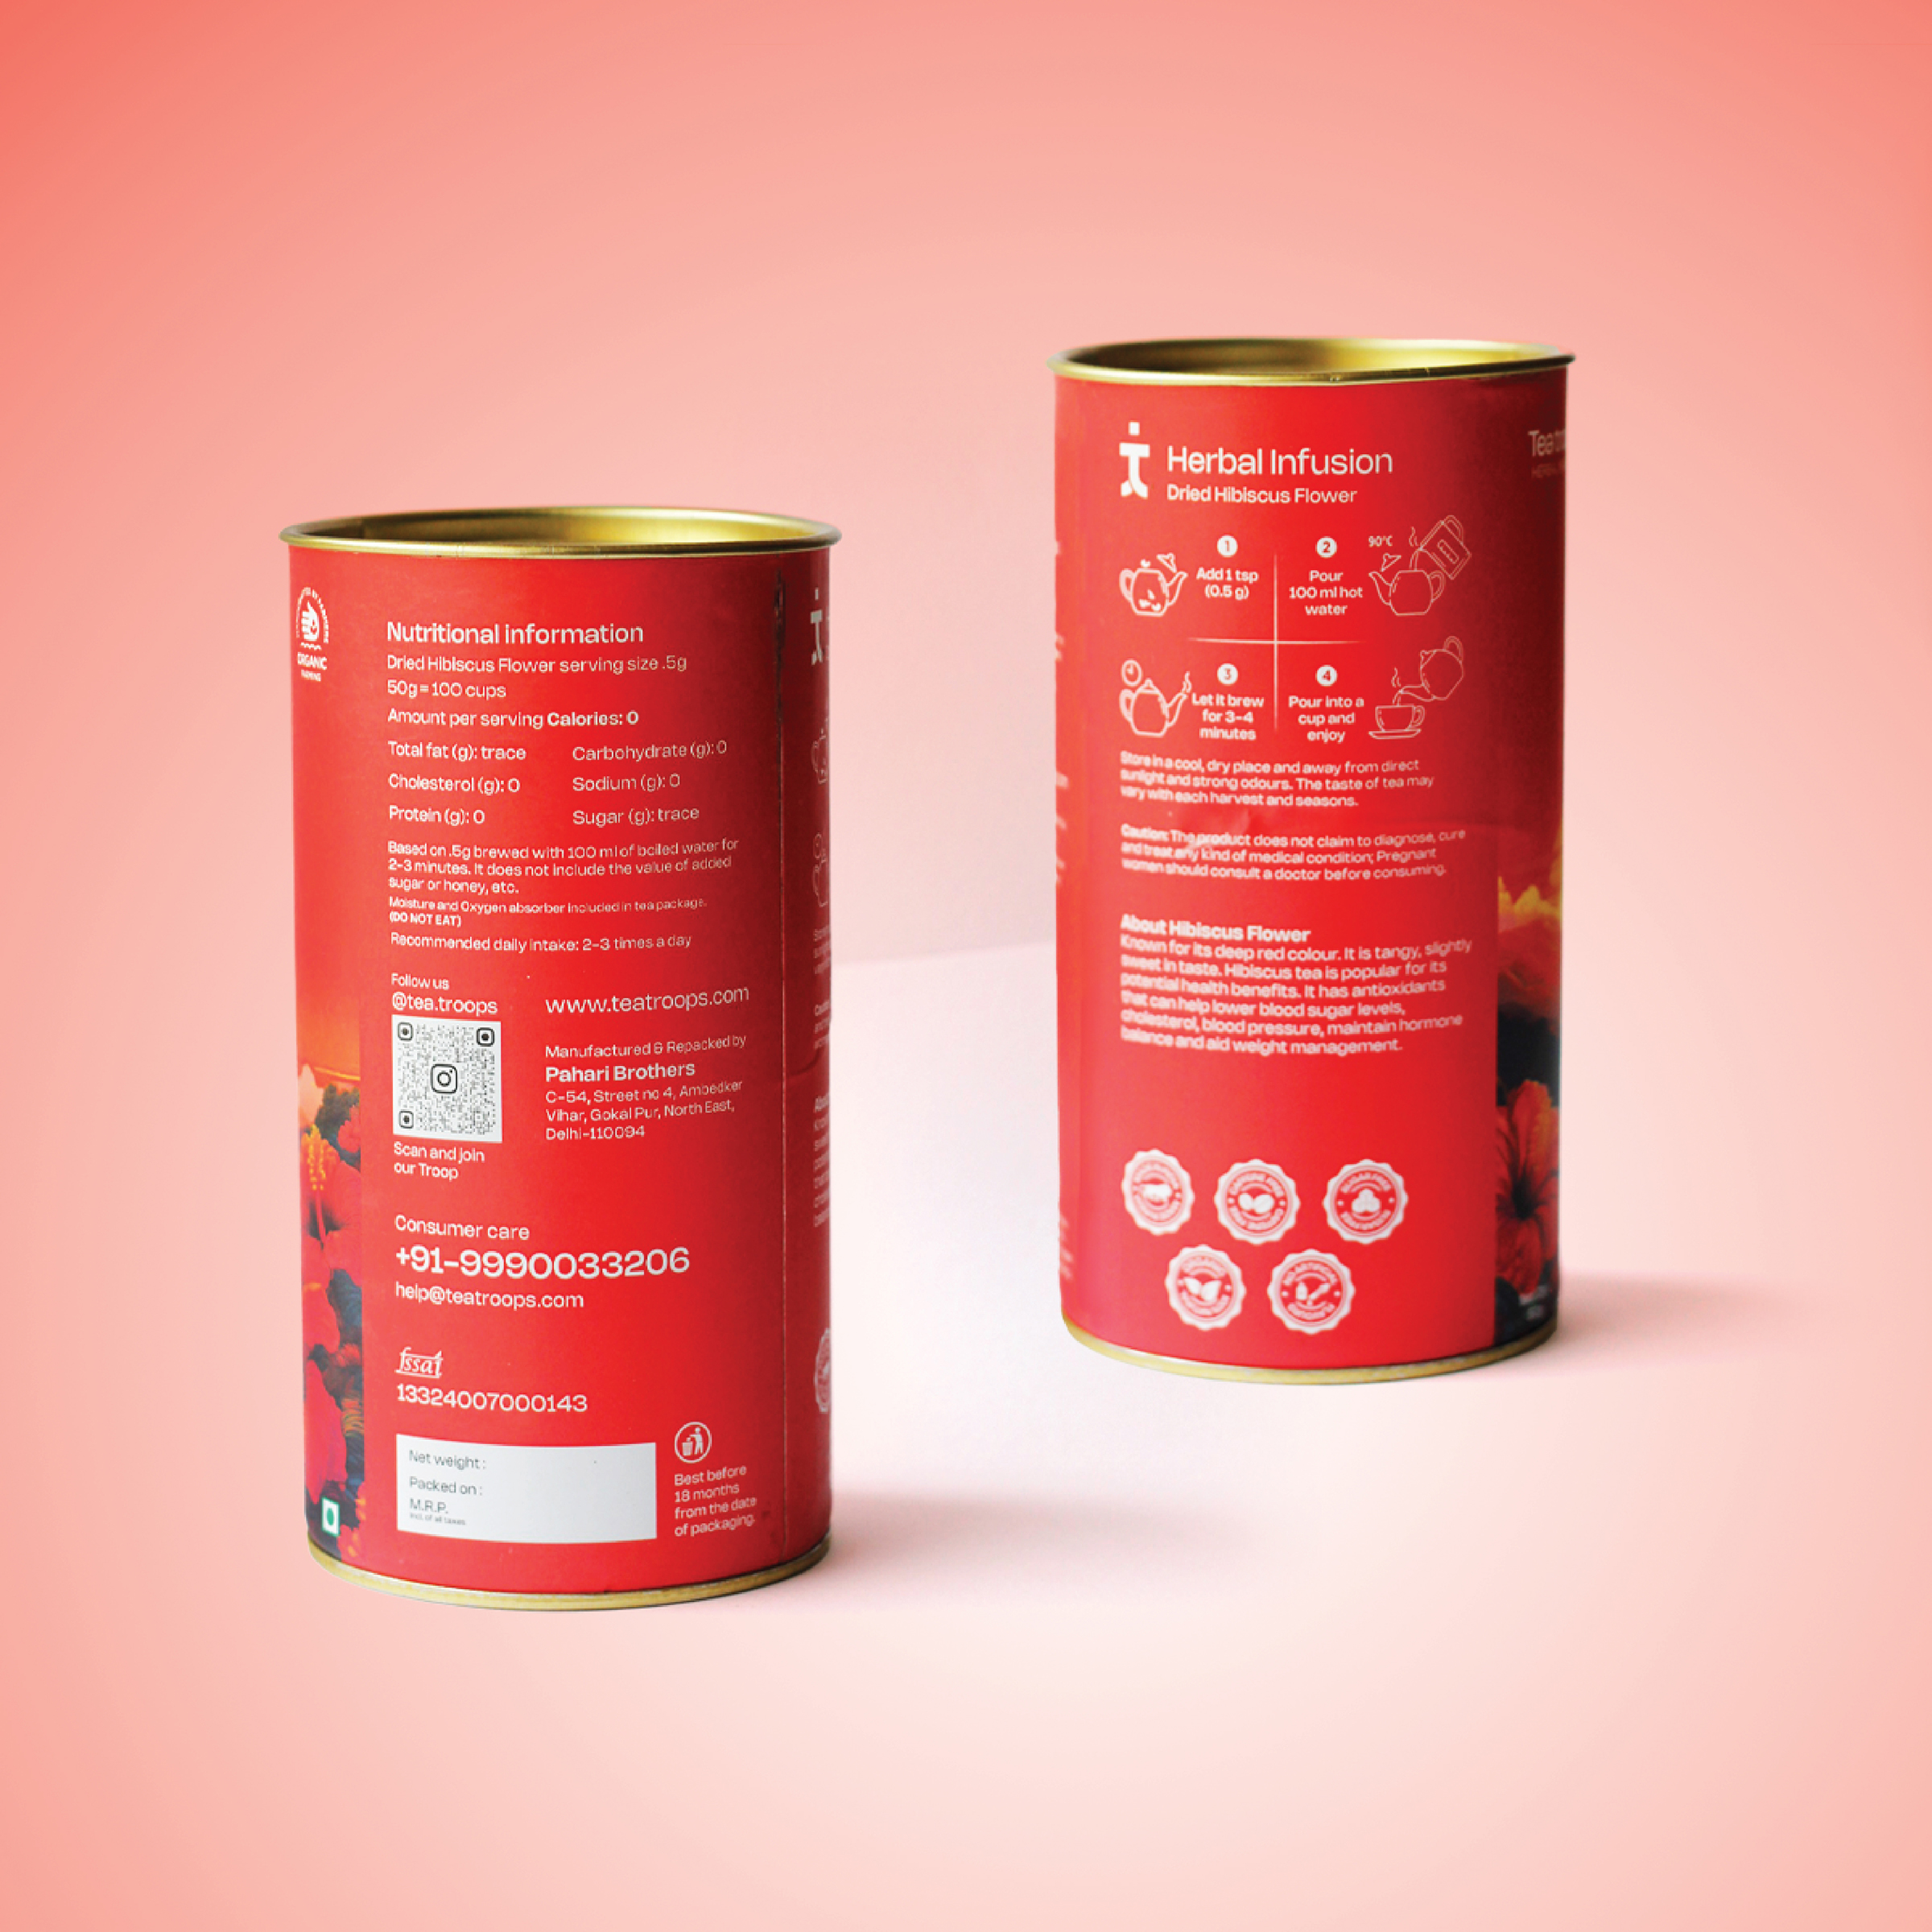 ORGANIC
FARMING
Nutritional information
Dried Hibiscus Flower serving size .5g
50g=100 cups
Amount per serving Calories: 0
Total fat (g): trace
Carbohydrate (g): 0
Cholesterol (g): 0
Sodium (g): 0
Protein (g): 0
Sugar (g): trace
Based on .5g brewed with 100 ml of boiled water for
2-3 minutes. It does not include the value of added
sugar or honey, etc.
Moisture and Oxygen absorber included in tea package.
(DO NOT EAT)
Recommended daily intake: 2-3 times a day
Follow us
@tea.troops
www.teatroops.com
Manufactured & Repacked by
Pahari Brothers
C-54, Street no 4, Ambedker
Vihar, Gokal Pur, North East,
Delhi-110094
Scan and join
our Troop
Consumer care
+91-9990033206
help@teatroops.com
fssai
13324007000143
Net weight :
Packed on :
M.R.P.
incl. of all taxes
Best before
18 months
from the date
of packaging.
Herbal Infusion
Dried Hibiscus Flower
1
Add 1 tsp
(0.5 g)
2
Pour
100 ml hot
water
90°C
3
Let it brew
for 3-4
minutes
4
Pour into a
cup and
enjoy
Store in a cool, dry place and away from direct
sunlight and strong odours. The taste of tea may
vary with each harvest and seasons.
Caution: The product does not claim to diagnose, cure
and treat any kind of medical condition; Pregnant
women should consult a doctor before consuming.
About Hibiscus Flower
Known for its deep red colour. It is tangy, slightly
sweet in taste. Hibiscus tea is popular for its
potential health benefits. It has antioxidants
that can help lower blood sugar levels,
cholesterol, blood pressure, maintain hormone
balance and aid weight management.
Tea